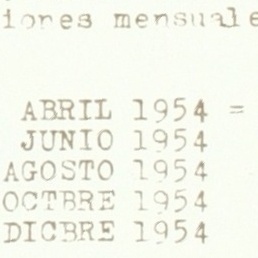 iones mensuale
ABRIL 1954 =
JUNIO 1954
AGOSTO 1954
OCTBRE 1954
DICBRE 1954